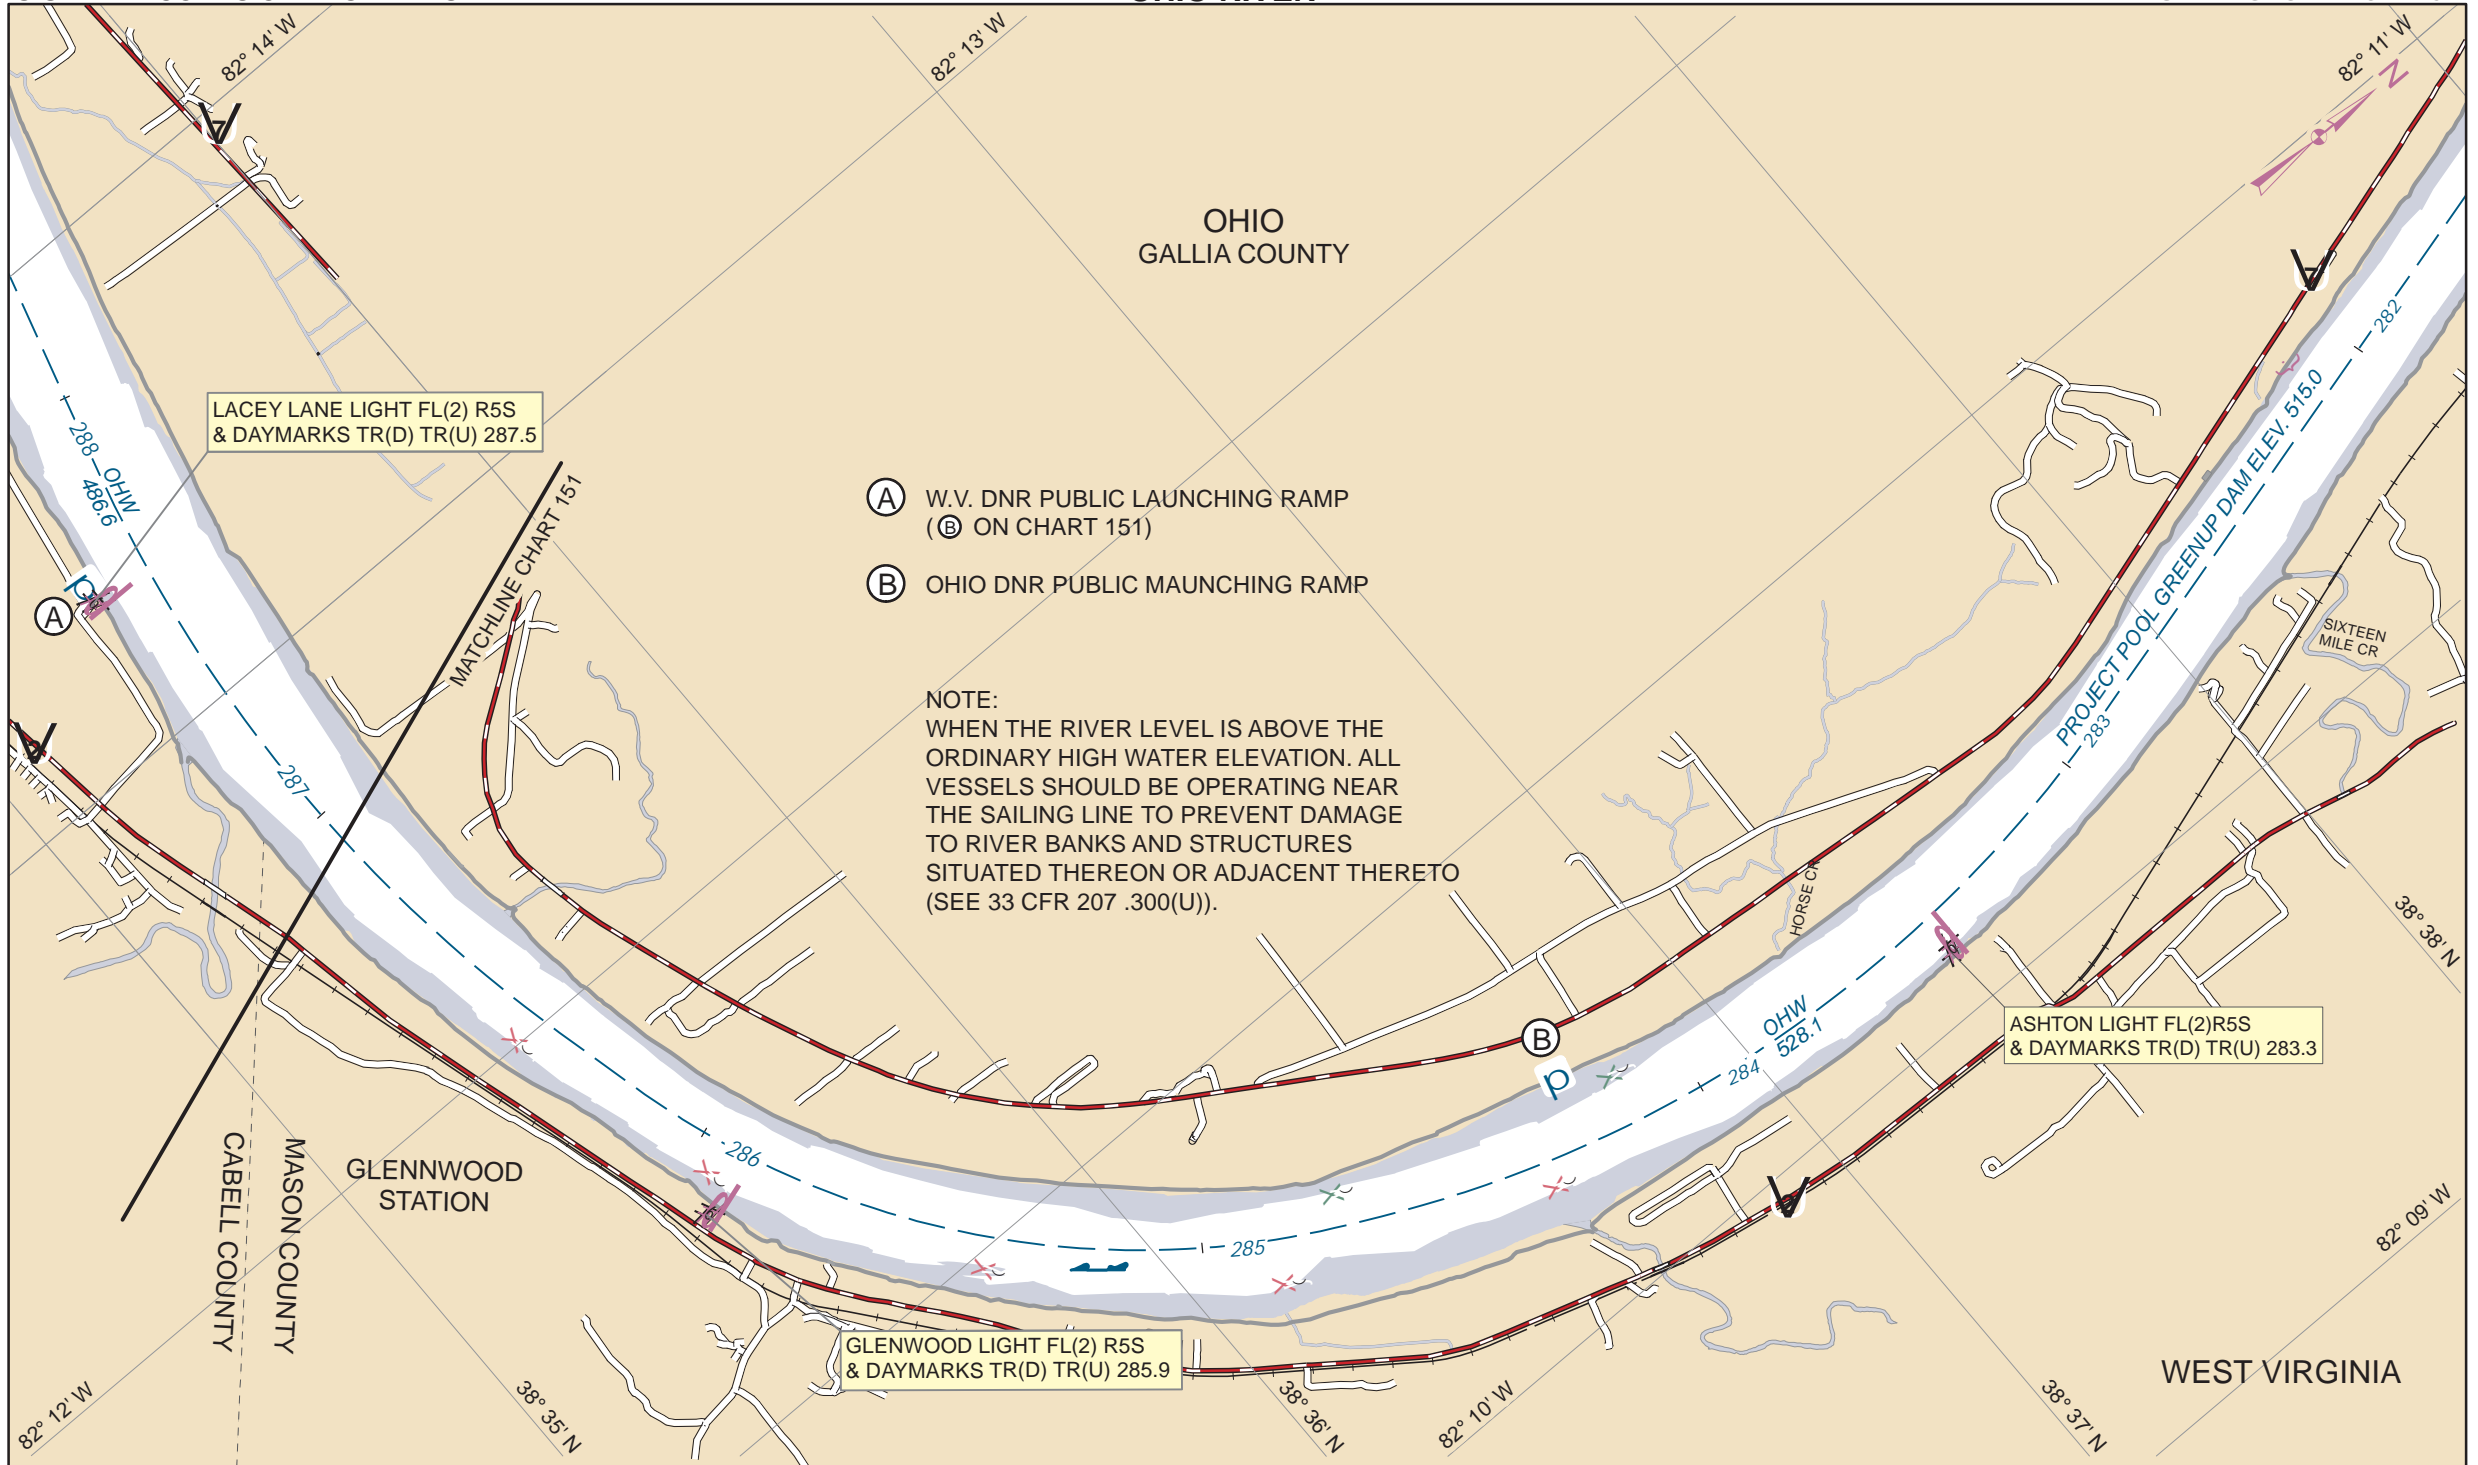 OHIO RIVER
82° 14' W
82° 13' W
82° 11' W
N
7
OHIO
GALLIA COUNTY
7
282
LACEY LANE LIGHT FL(2) R5S
& DAYMARKS TR(D) TR(U) 287.5
288
OHW
486.6
MATCHLINE CHART 151
A W.V. DNR PUBLIC LAUNCHING RAMP
(B ON CHART 151)
B OHIO DNR PUBLIC MAUNCHING RAMP
PROJECT POOL GREENUP DAM ELEV. 515.0
A
SIXTEEN
MILE CR
NOTE:
WHEN THE RIVER LEVEL IS ABOVE THE
ORDINARY HIGH WATER ELEVATION. ALL
VESSELS SHOULD BE OPERATING NEAR
THE SAILING LINE TO PREVENT DAMAGE
TO RIVER BANKS AND STRUCTURES
SITUATED THEREON OR ADJACENT THERETO
(SEE 33 CFR 207 .300(U)).
283
2
287
HORSE CR
38° 38' N
B
OHW
528.1
284
ASHTON LIGHT FL(2)R5S
& DAYMARKS TR(D) TR(U) 283.3
286
285
2
CABELL COUNTY
MASON COUNTY
GLENNWOOD
STATION
GLENWOOD LIGHT FL(2) R5S
& DAYMARKS TR(D) TR(U) 285.9
82° 09' W
WEST VIRGINIA
82° 12' W
38° 35' N
38° 36' N
82° 10' W
38° 37' N